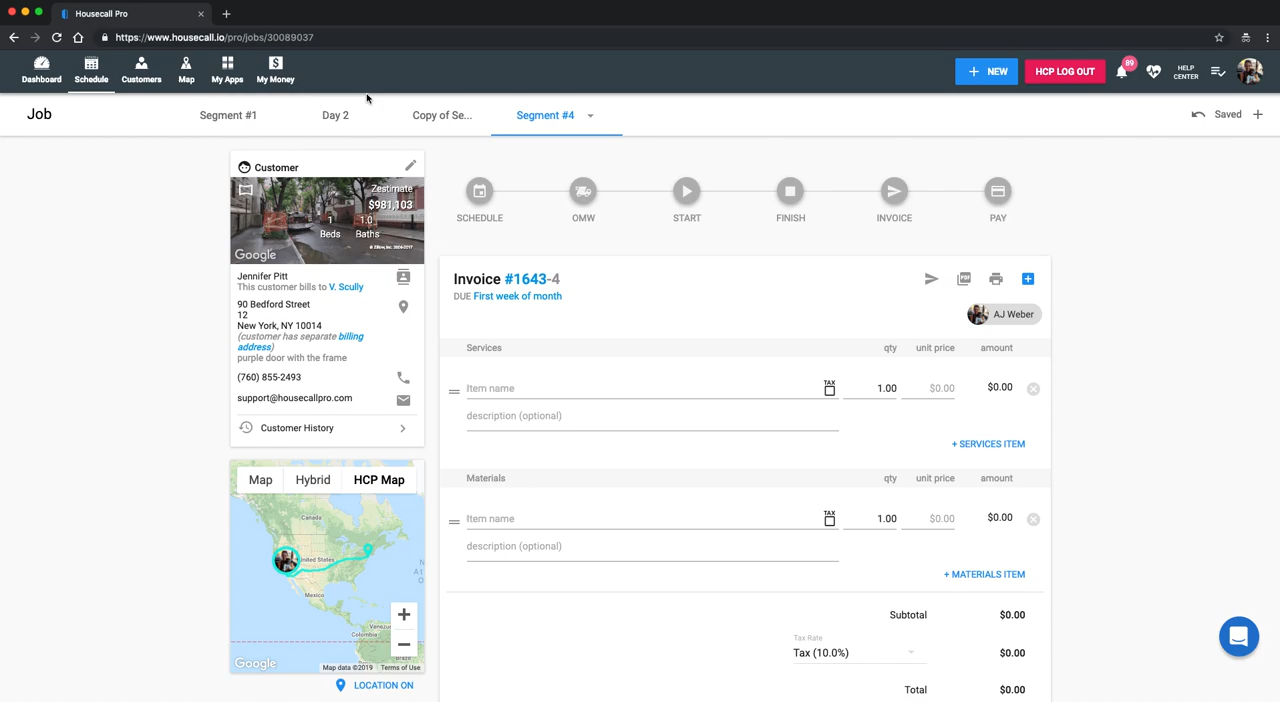 Housecall Pro
https://www.housecall.io/pro/jobs/30089037
Dashboard
Schedule
Customers
Map
My Apps
My Money
NEW
HCP LOG OUT
89
HELP
CENTER
Job
Segment #1
Day 2
Copy of Se...
Segment #4
Saved
Customer
Zestimate
$981,103
1
1.0
Beds
Baths
Google
Jennifer Pitt
This customer bills to V. Scully
90 Bedford Street
12
New York, NY 10014
(customer has separate billing
address)
purple door with the frame
(760) 855-2493
support@housecallpro.com
Customer History
Map
Hybrid
HCP Map
Canada
United States
Mexico
Colombia
Google
Map data ©2019
Terms of Use
LOCATION ON
SCHEDULE
OMW
START
FINISH
INVOICE
PAY
Invoice #1643-4
DUE First week of month
PDF
AJ Weber
Services
qty
unit price
amount
Item name
TAX
1.00
$0.00
$0.00
description (optional)
+ SERVICES ITEM
Materials
qty
unit price
amount
Item name
TAX
1.00
$0.00
$0.00
description (optional)
+ MATERIALS ITEM
Subtotal
$0.00
Tax Rate
Tax (10.0%)
$0.00
Total
$0.00